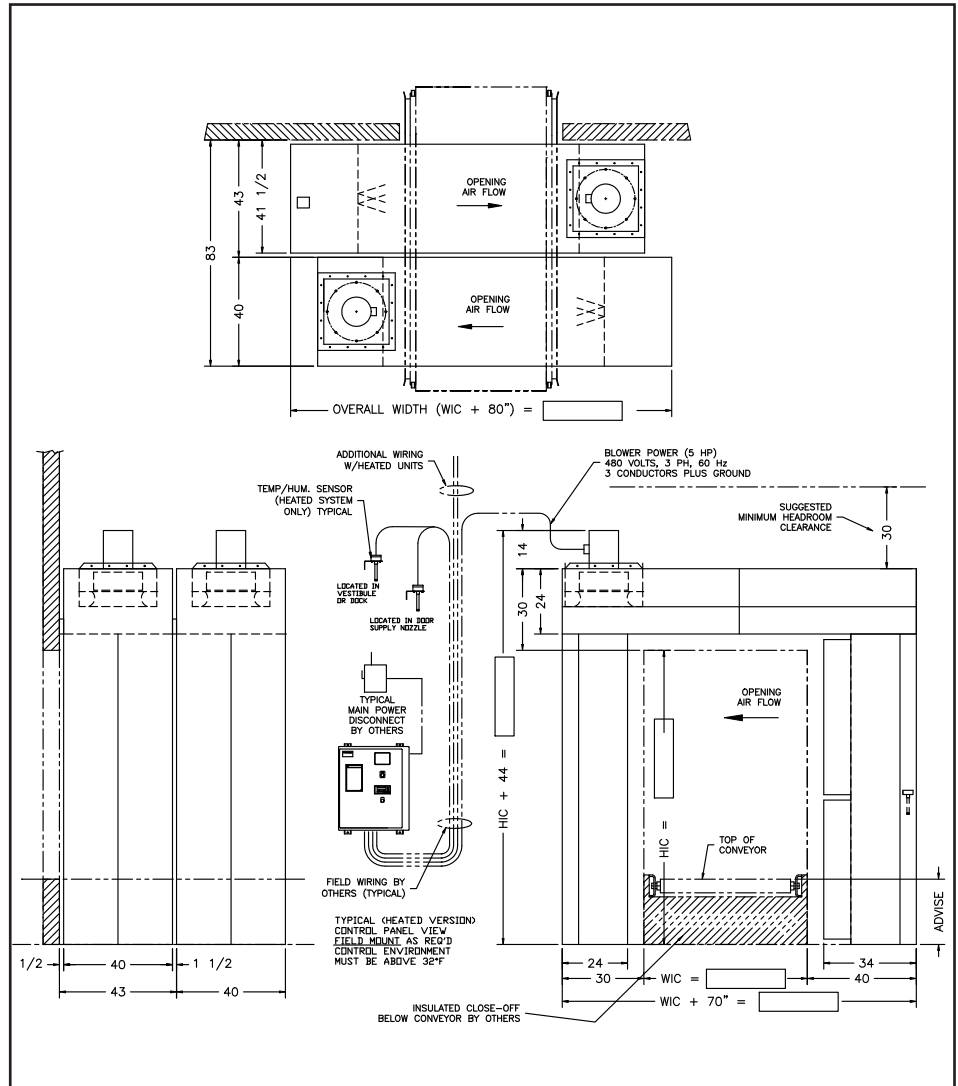 OPENING
AIR FLOW
43
41 1/2
83
40
OPENING
AIR FLOW
OVERALL WIDTH (WIC + 80") =
ADDITIONAL WIRING
W/HEATED UNITS
BLOWER POWER (5 HP)
480 VOLTS, 3 PH, 60 Hz
3 CONDUCTORS PLUS GROUND
TEMP/HUM. SENSOR
(HEATED SYSTEM
ONLY) TYPICAL
SUGGESTED
MINIMUM HEADROOM
CLEARANCE
30
14
30
24
LOCATED IN
VESTIBULE
OR DOCK
LOCATED IN DOOR
SUPPLY NOZZLE
TYPICAL
MAIN POWER
DISCONNECT
BY OTHERS
OPENING
AIR FLOW
HIC + 44 =
HIC =
TOP OF
CONVEYOR
ADVISE
FIELD WIRING BY
OTHERS (TYPICAL)
TYPICAL (HEATED VERSION)
CONTROL PANEL VIEW
FIELD MOUNT AS REQ'D
CONTROL ENVIRONMENT
MUST BE ABOVE 32°F
1/2
40
1 1/2
43
40
24
34
30
WIC =
40
WIC + 70" =
INSULATED CLOSE-OFF
BELOW CONVEYOR BY OTHERS